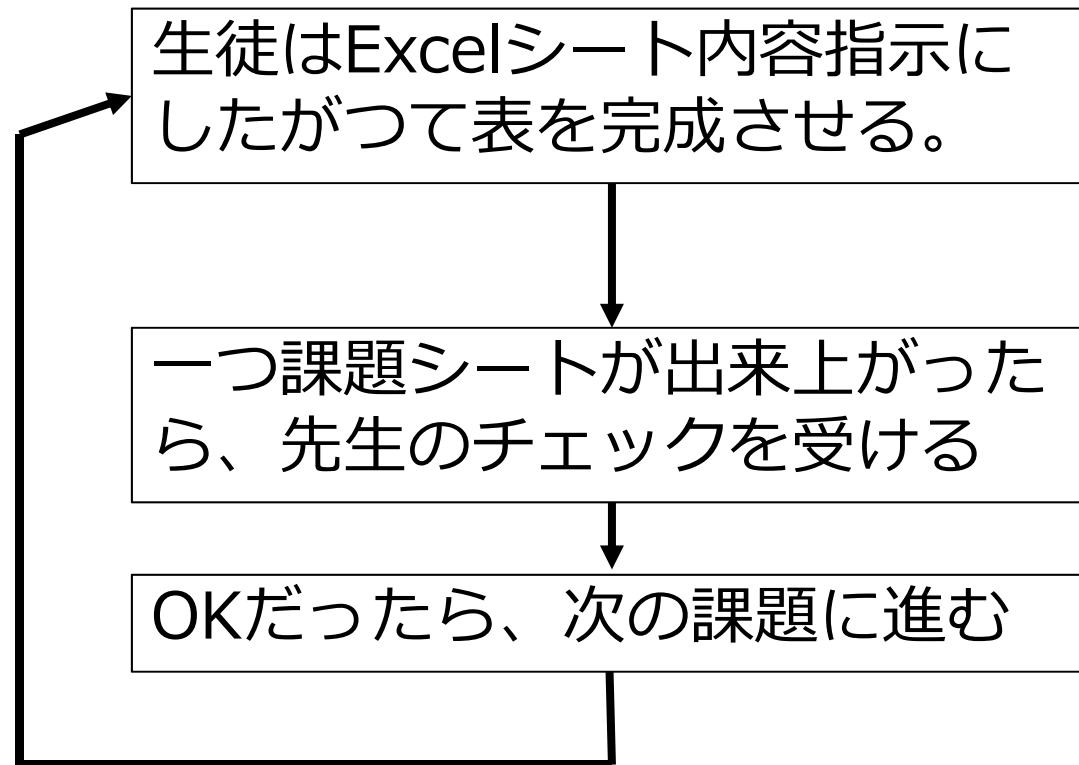 生徒はExcelシート内容指示に
したがつて表を完成させる。
一つ課題シートが出来上がった
ら、先生のチェックを受ける
OKだったら、次の課題に進む